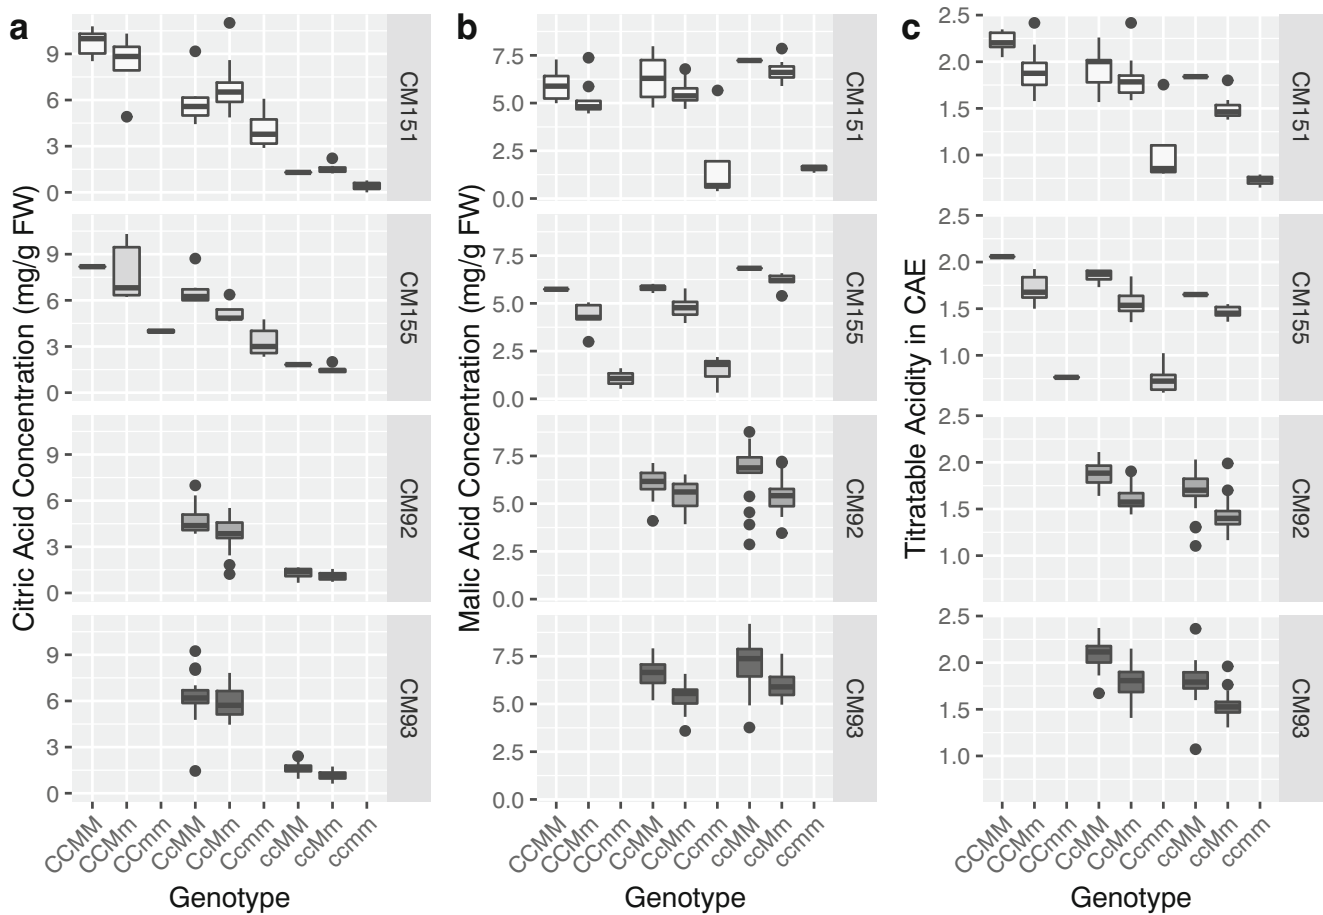 a
Citric Acid Concentration (mg/g FW)
9
6
3
0
CM151
9
6
3
0
CM155
9
6
3
0
CM92
9
6
3
0
CM93
CCMM CCMm CCmm CcMM CcMm Ccmm ccMM ccMm ccmm
Genotype
b
Malic Acid Concentration (mg/g FW)
7.5
5.0
2.5
0.0
CM151
7.5
5.0
2.5
0.0
CM155
7.5
5.0
2.5
0.0
CM92
7.5
5.0
2.5
0.0
CM93
CCMM CCMm CCmm CcMM CcMm Ccmm ccMM ccMm ccmm
Genotype
c
Titratable Acidity in CAE
2.5
2.0
1.5
1.0
CM151
2.5
2.0
1.5
1.0
CM155
2.5
2.0
1.5
1.0
CM92
2.5
2.0
1.5
1.0
CM93
CCMM CCMm CCmm CcMM CcMm Ccmm ccMM ccMm ccmm
Genotype